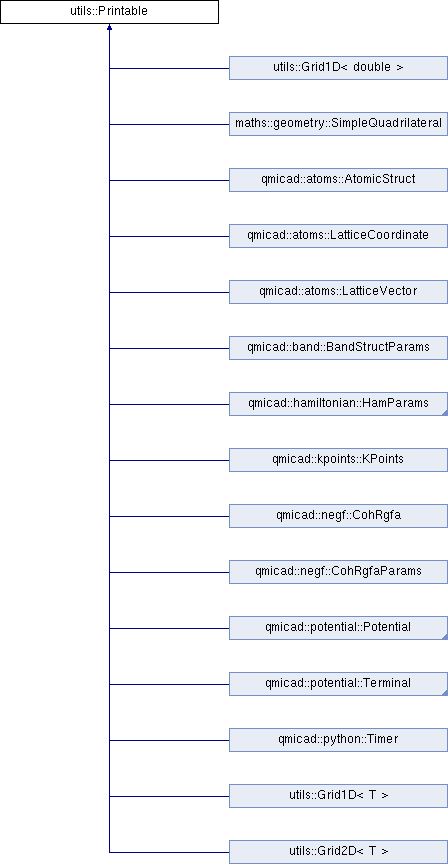 utils::Printable
utils::Grid1D< double >
maths::geometry::SimpleQuadrilateral
qmicad::atoms::AtomicStruct
qmicad::atoms::LatticeCoordinate
qmicad::atoms::LatticeVector
qmicad::band::BandStructParams
qmicad::hamiltonian::HamParams
qmicad::kpoints::KPoints
qmicad::negf::CohRgfa
qmicad::negf::CohRgfaParams
qmicad::potential::Potential
qmicad::potential::Terminal
qmicad::python::Timer
utils::Grid1D< T >
utils::Grid2D< T >